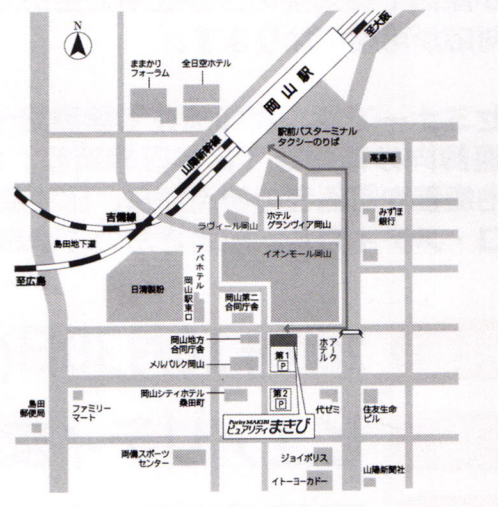 N
至大阪
ままかり
フォーラム
全日空ホテル
岡山駅
駅前バスターミナル
タクシーのりば
山陽新幹線
高島屋
吉備線
ホテル
グランヴィア岡山
みずほ
銀行
ラヴィール岡山
島田地下道
イオンモール岡山
至広島
日清製粉
アパホテル
岡山駅東口
岡山第二
合同庁舎
岡山地方
合同庁舎
第1
P
アーク
ホテル
メルパルク岡山
岡山シティホテル
桑田町
第2
P
代ゼミ
住友生命
ビル
島田
郵便局
ファミリー
マート
Purity MAKIBI
ピュアリティまきび
両備スポーツ
センター
ジョイポリス
イトーヨーカドー
山陽新聞社